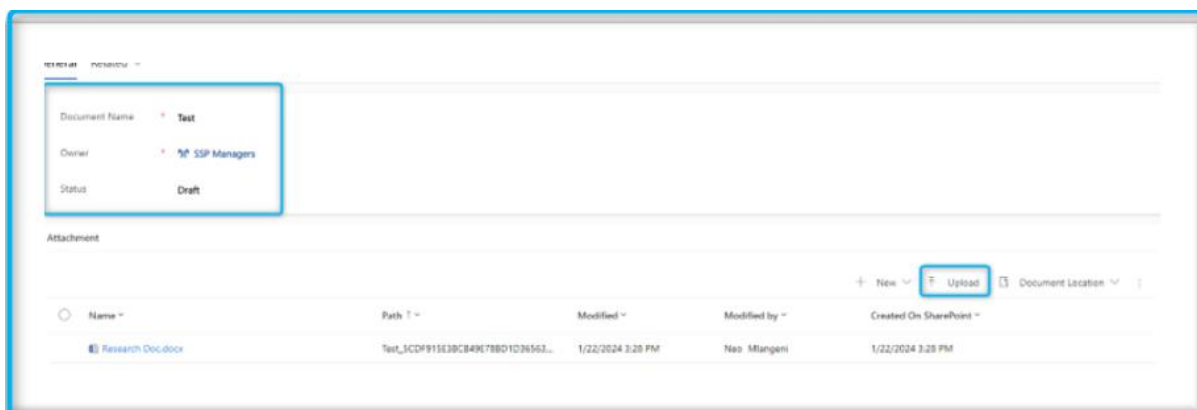 General Related
Document Name * Test
Owner * SSP Managers
Status Draft
Attachment
New Upload Document Location
Name Path Modified Modified by Created On SharePoint
Research Doc.docx 1/22/2024 3:28 PM Neo Mlangeni 1/22/2024 3:28 PM